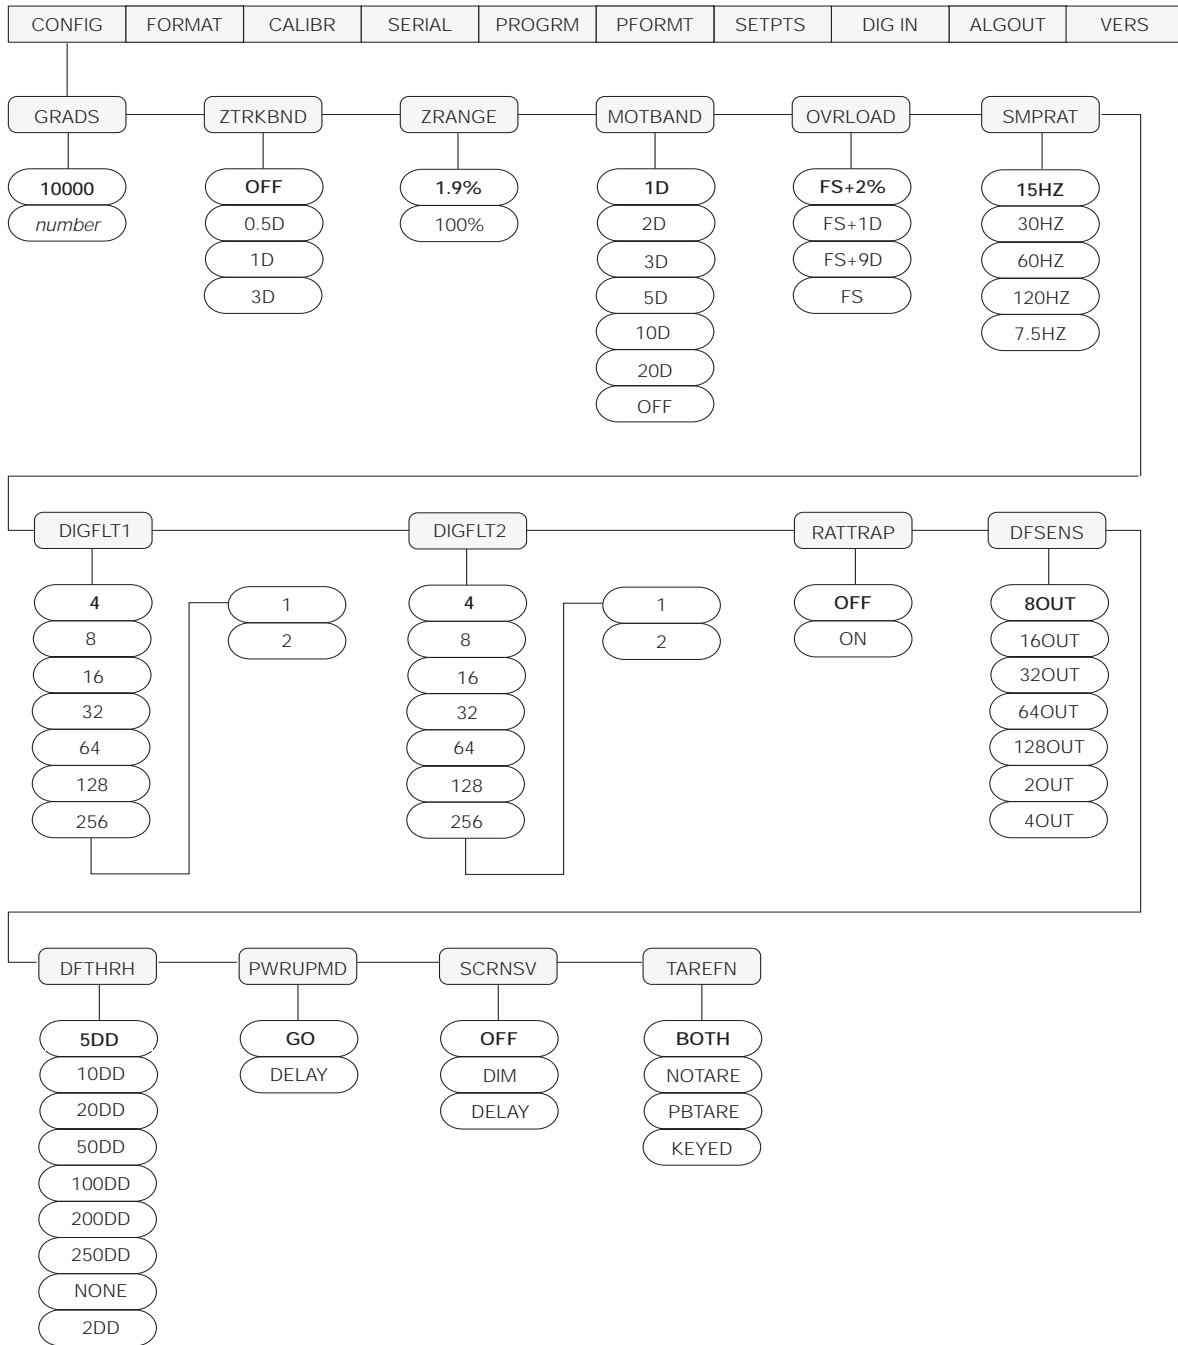 CONFIG FORMAT CALIBR SERIAL PROGRM PFORMT SETPTS DIG IN ALGOUT VERS
GRADS ZTRKBND ZRANGE MOTBAND OVRLOAD SMPRAT
10000 OFF 1.9% 1D FS+2% 15HZ
number 0.5D 100% 2D FS+1D 30HZ
1D 3D FS+9D 60HZ
3D 5D FS 120HZ
10D 7.5HZ
20D
OFF
DIGFLT1 DIGFLT2 RATTRAP DFSENS
4 1 4 1 OFF 8OUT
8 2 8 2 ON 16OUT
16 16 32OUT
32 32 64OUT
64 64 128OUT
128 128 2OUT
256 256 4OUT
DFTHRH PWRUPMD SCRNSV TAREFN
5DD GO OFF BOTH
10DD DELAY DIM NOTARE
20DD DELAY PBTARE
50DD KEYED
100DD
200DD
250DD
NONE
2DD